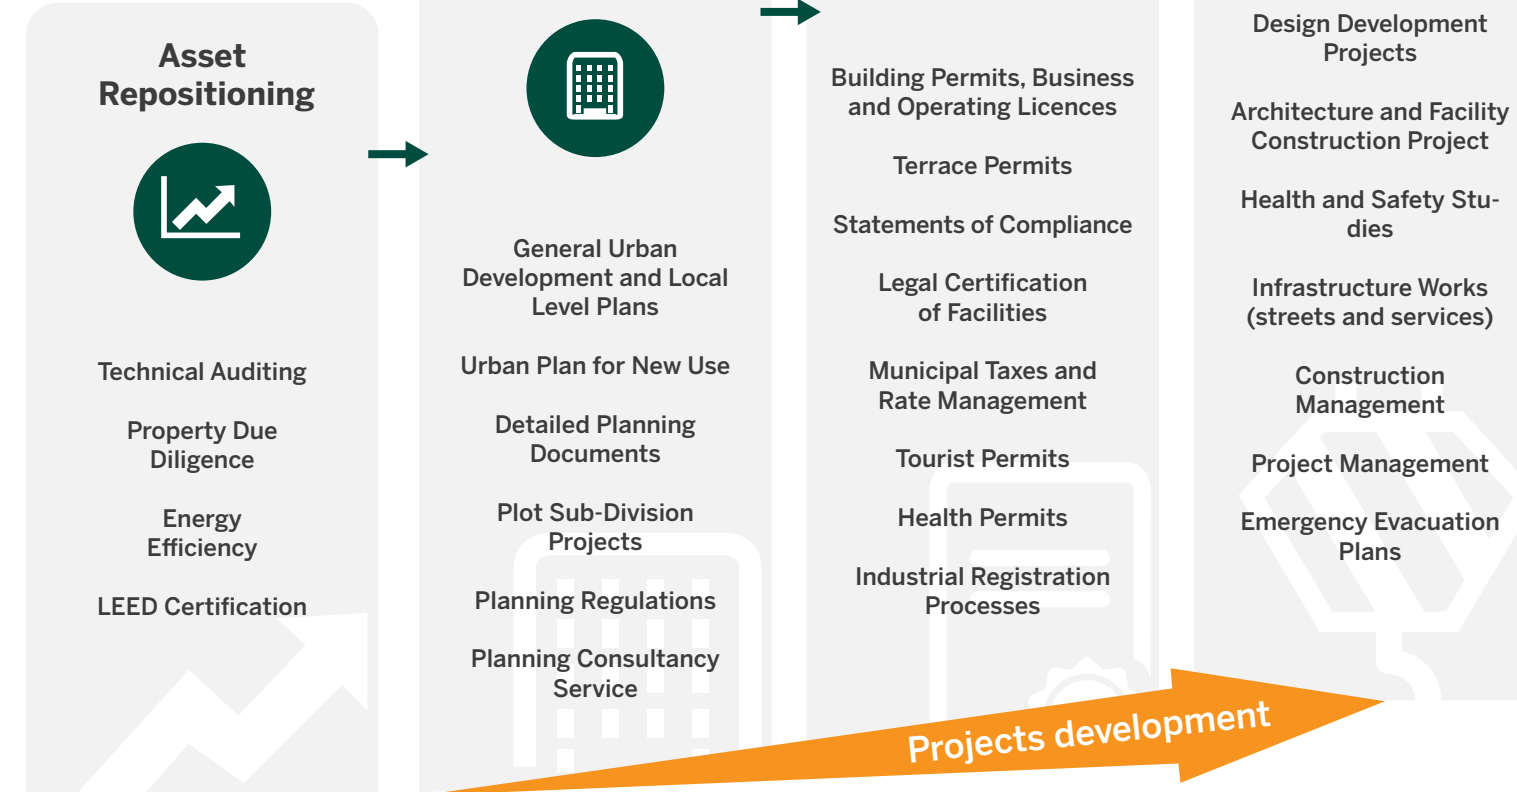 Asset
Repositioning
Technical Auditing
Property Due
Diligence
Energy
Efficiency
LEED Certification
General Urban
Development and Local
Level Plans
Urban Plan for New Use
Detailed Planning
Documents
Plot Sub-Division
Projects
Planning Regulations
Planning Consultancy
Service
Building Permits, Business
and Operating Licences
Terrace Permits
Statements of Compliance
Legal Certification
of Facilities
Municipal Taxes and
Rate Management
Tourist Permits
Health Permits
Industrial Registration
Processes
Design Development
Projects
Architecture and Facility
Construction Project
Health and Safety Stu-
dies
Infrastructure Works
(streets and services)
Construction
Management
Project Management
Emergency Evacuation
Plans
Projects development